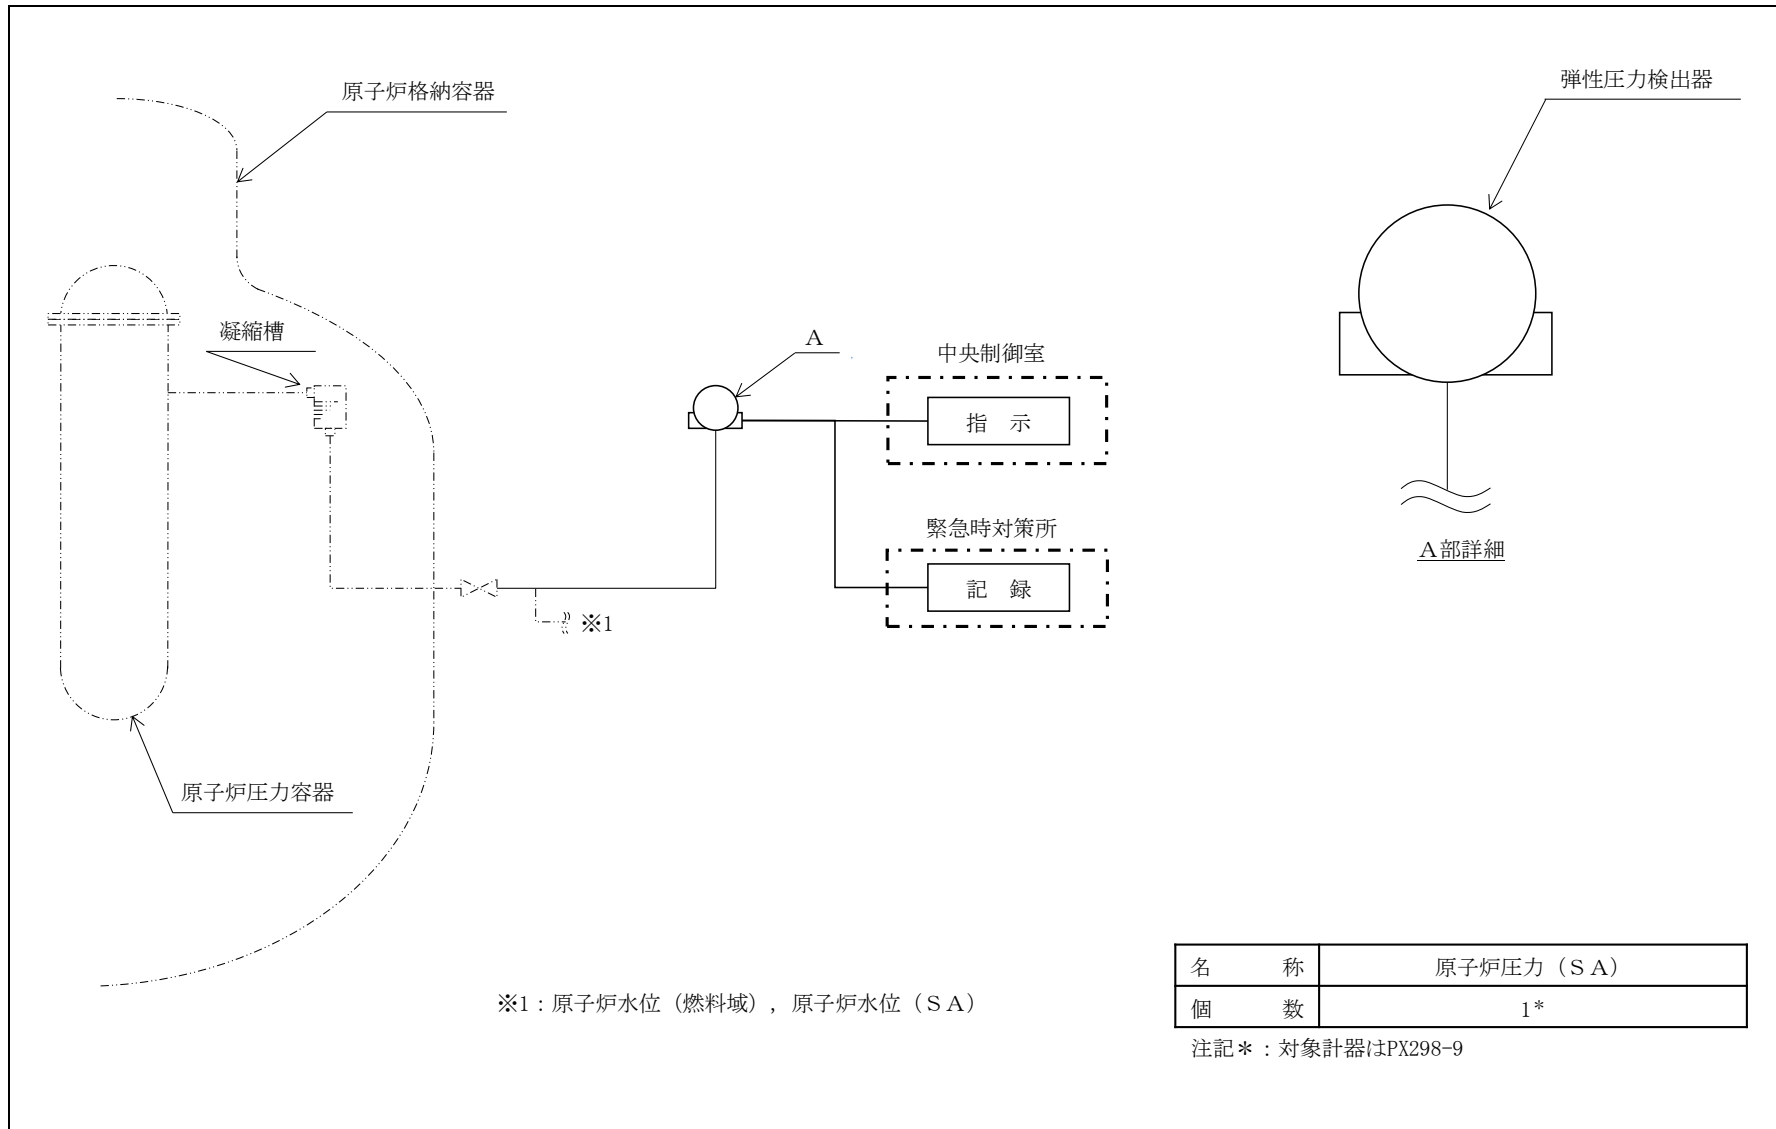 原子炉格納容器
弾性圧力検出器
凝縮槽
A
中央制御室
指 示
緊急時対策所
記 録
※1
A部詳細
原子炉圧力容器
名 称 原子炉圧力(SA)
個 数 1*
※1:原子炉水位(燃料域),原子炉水位(SA)
注記*:対象計器はPX298-9